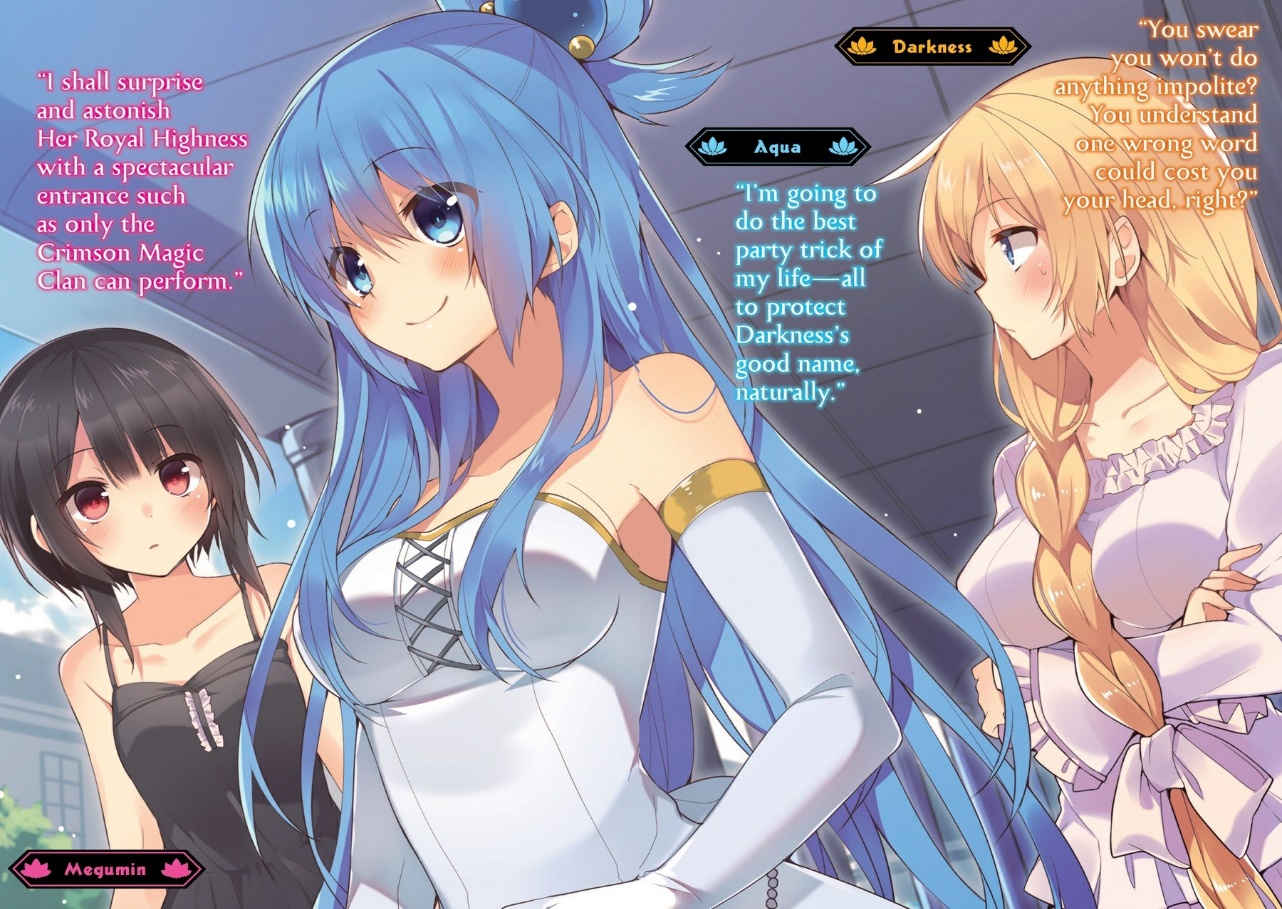 “I shall surprise
and astonish
Her Royal Highness
with a spectacular
entrance such
as only the
Crimson Magic
Clan can perform.”
Megumin
Aqua
“I’m going to
do the best
party trick of
my life—all
to protect
Darkness’s
good name,
naturally.”
Darkness
“You swear
you won’t do
anything impolite?
You understand
one wrong word
could cost you
your head, right?”